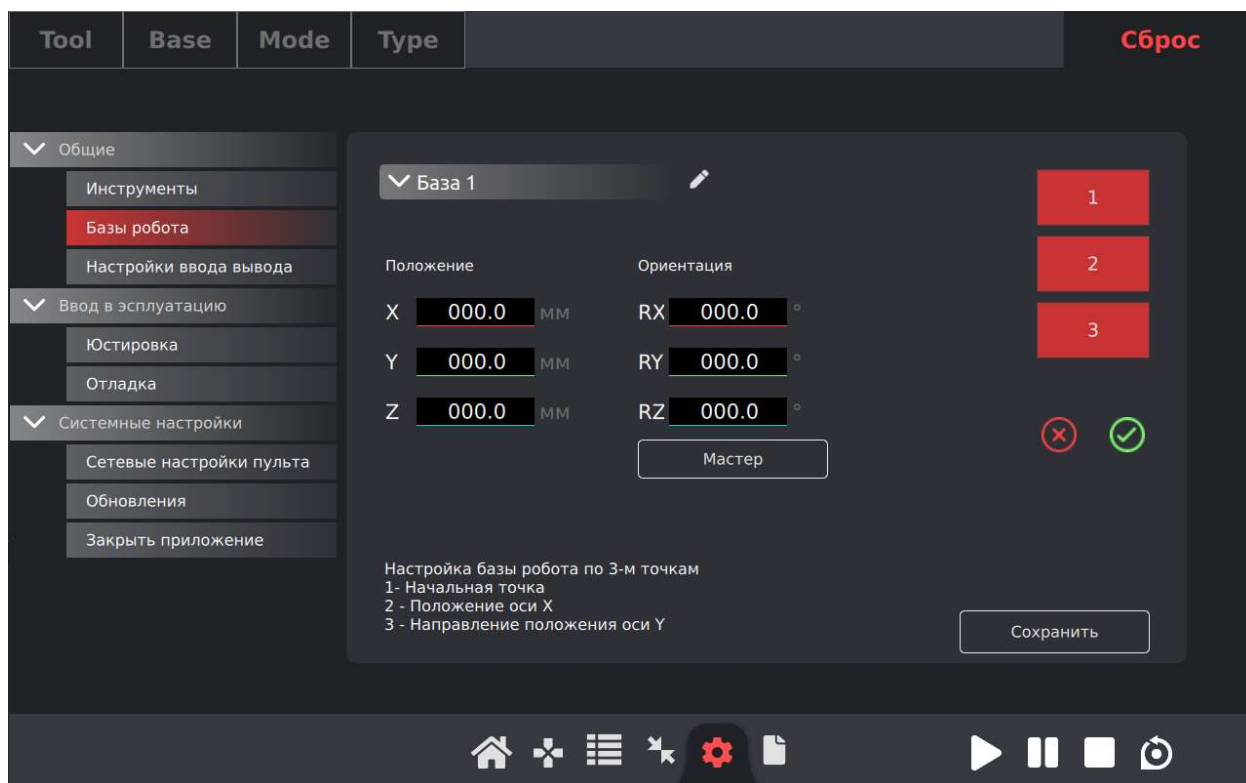 Tool Base Mode Type Сброс
Общие
Инструменты
Базы робота
Настройки ввода вывода
Ввод в эсплуатацию
Юстировка
Отладка
Системные настройки
Сетевые настройки пульта
Обновления
Закрыть приложение
База 1
Положение Ориентация
X 000.0 мм RX 000.0 °
Y 000.0 мм RY 000.0 °
Z 000.0 мм RZ 000.0 °
Мастер
1
2
3
Настройка базы робота по 3-м точкам
1- Начальная точка
2 - Положение оси X
3 - Направление положения оси Y
Сохранить